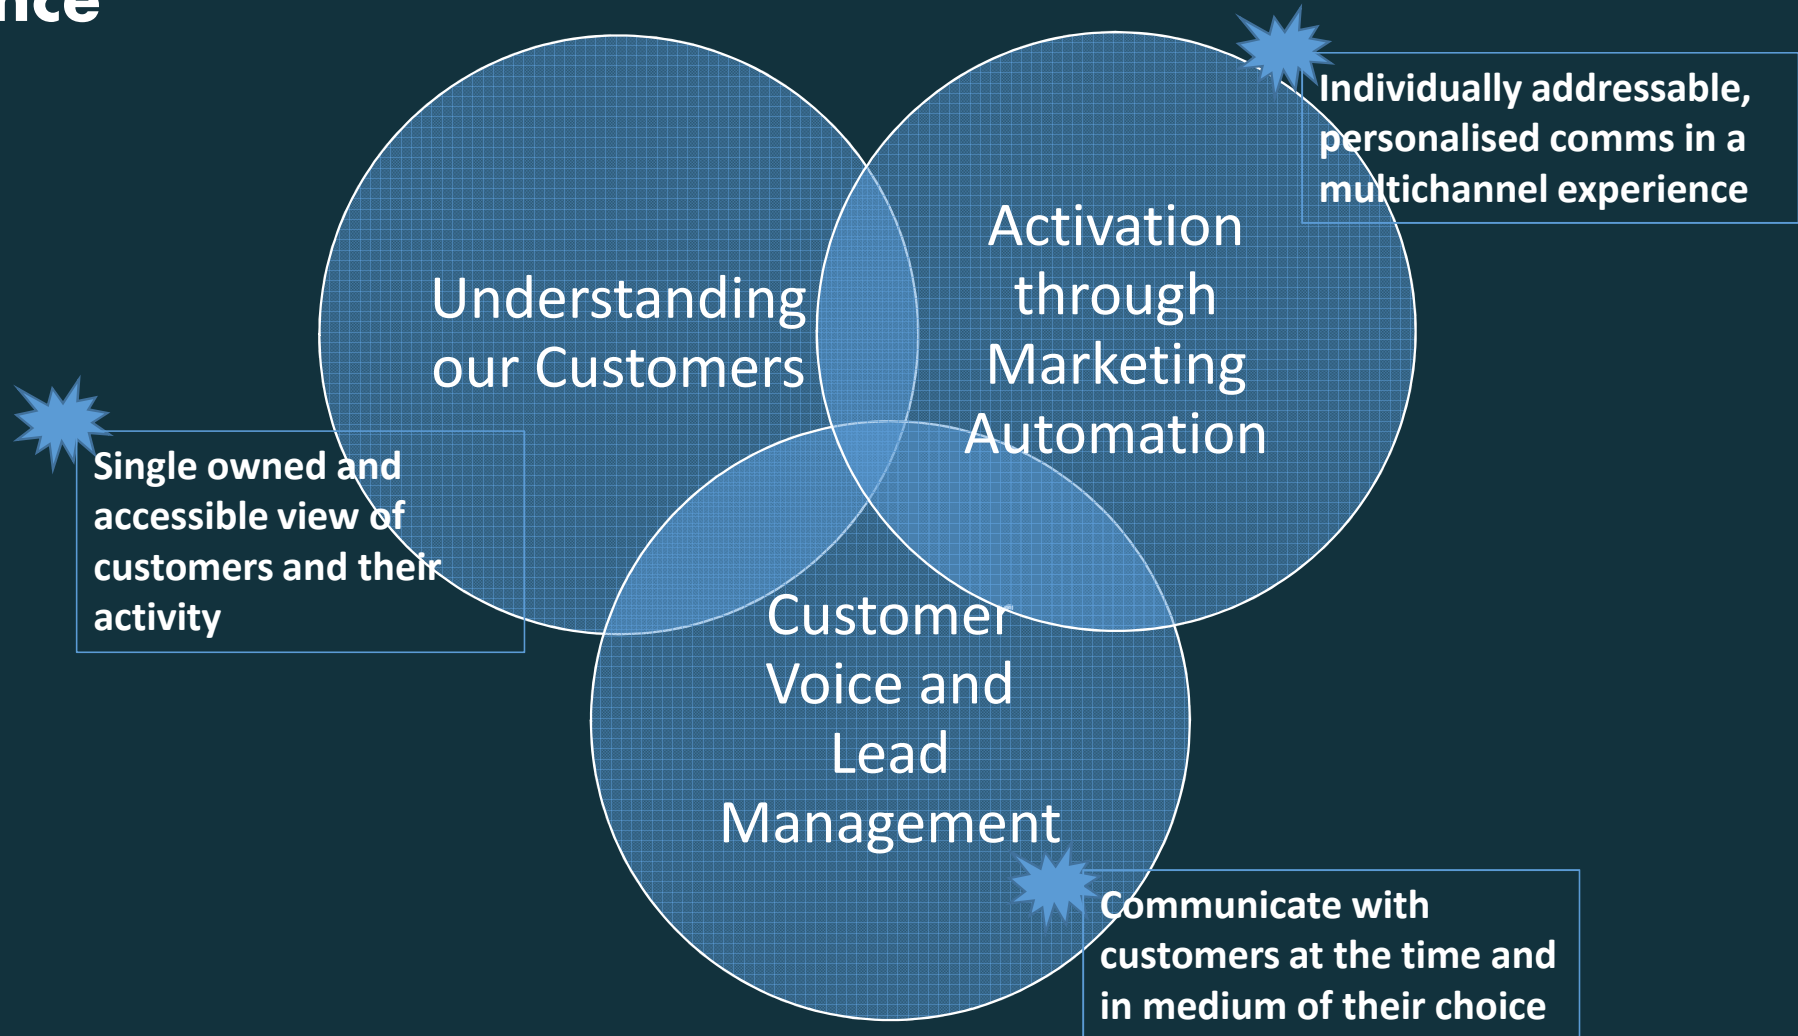 Understanding
our Customers
Activation
through
Marketing
Automation
Individually addressable,
personalised comms in a
multichannel experience
Single owned and
accessible view of
customers and their
activity
Customer
Voice and
Lead
Management
Communicate with
customers at the time and
in medium of their choice